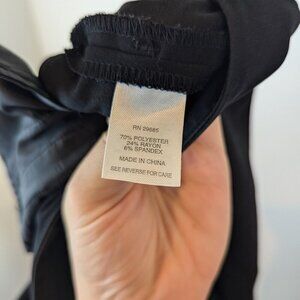 RN 29685
70% POLYESTER
24% RAYON
6% SPANDEX
MADE IN CHINA
SEE REVERSE FOR CARE